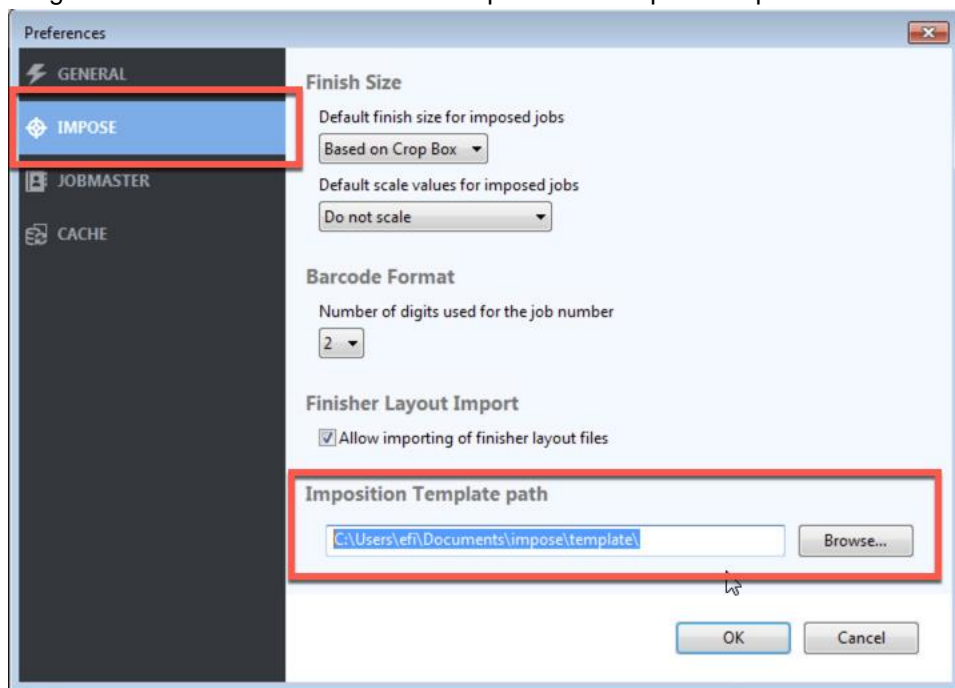 Preferences
GENERAL
IMPOSE
JOBMASTER
CACHE
Finish Size
Default finish size for imposed jobs
Based on Crop Box
Default scale values for imposed jobs
Do not scale
Barcode Format
Number of digits used for the job number
2
Finisher Layout Import
Allow importing of finisher layout files
Imposition Template path
C:\Users\efi\Documents\impose\template\
Browse...
OK Cancel